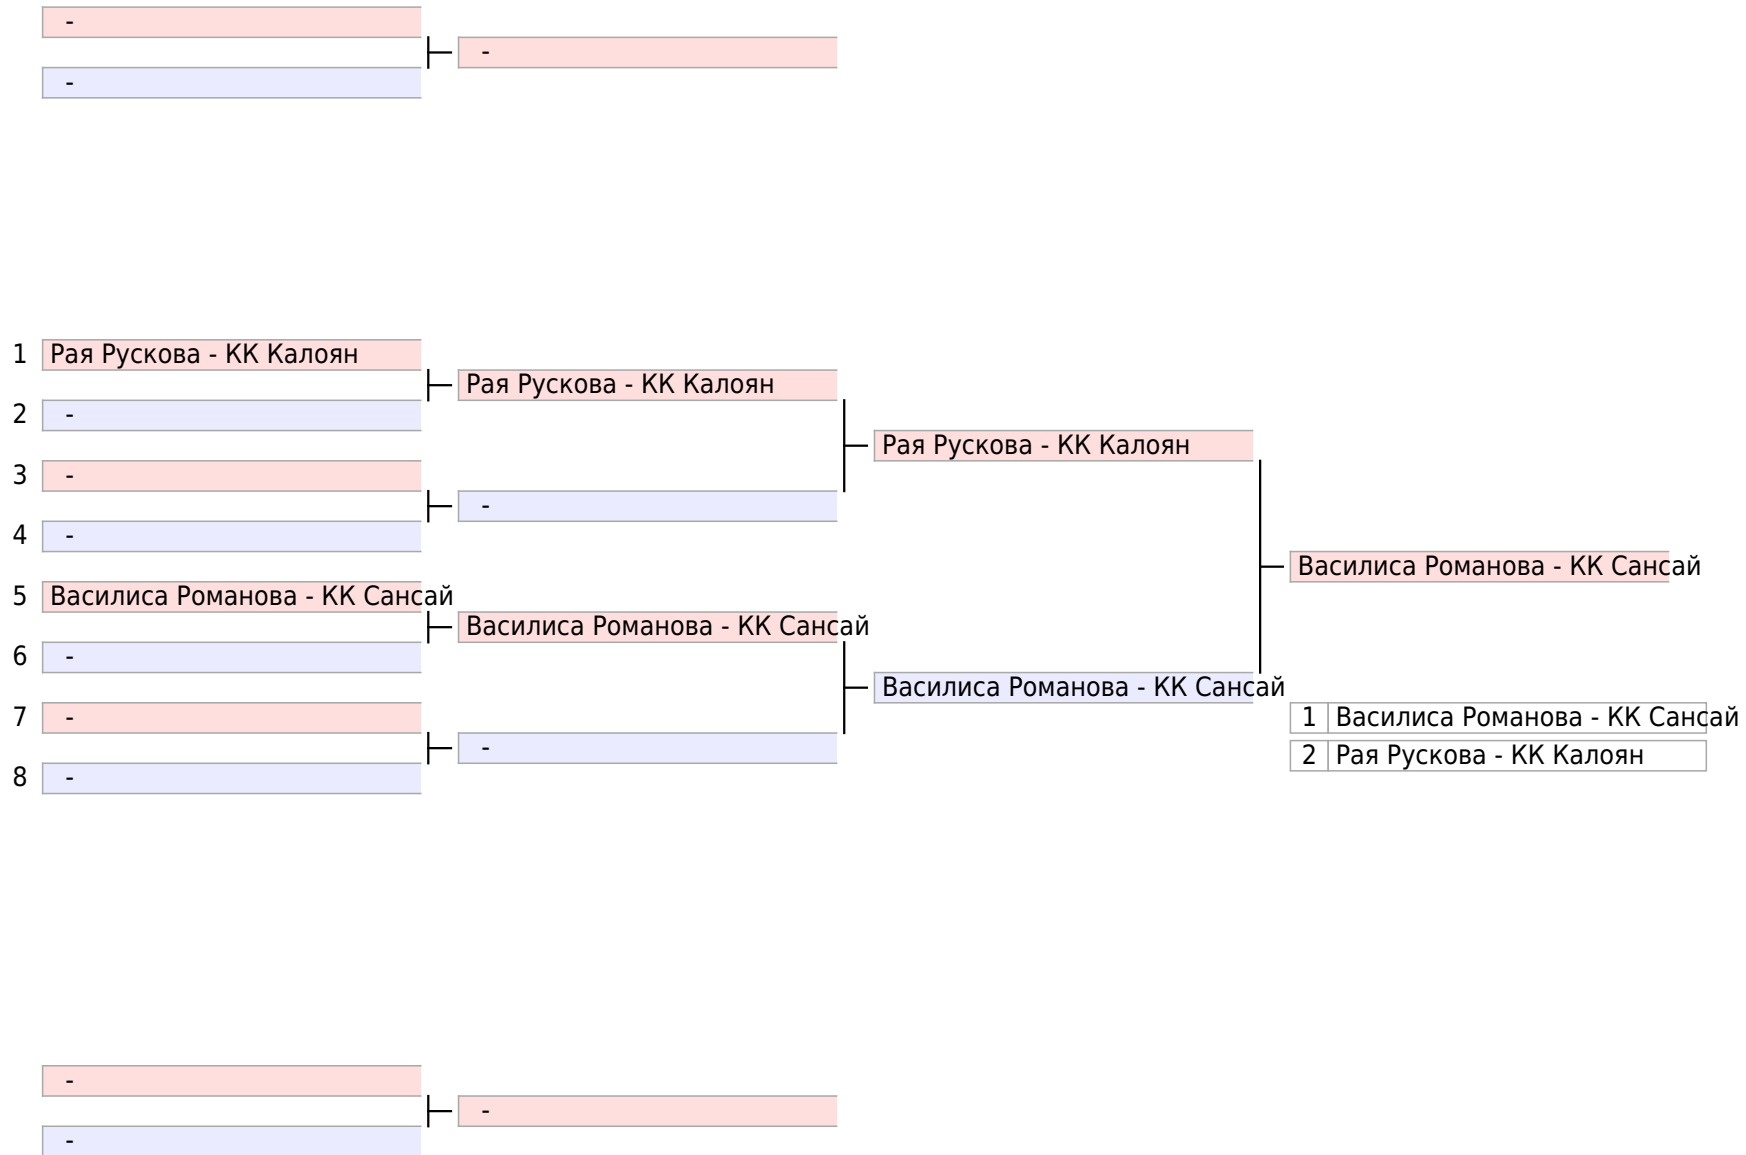 -
-
-
1 Рая Рускова - КК Калоян
Рая Рускова - КК Калоян
2 -
Рая Рускова - КК Калоян
3 -
-
4 -
Василиса Романова - КК Сансай
5 Василиса Романова - КК Сансай
Василиса Романова - КК Сансай
6 -
Василиса Романова - КК Сансай
7 -
1 Василиса Романова - КК Сансай
-
2 Рая Рускова - КК Калоян
8 -
-
-
-